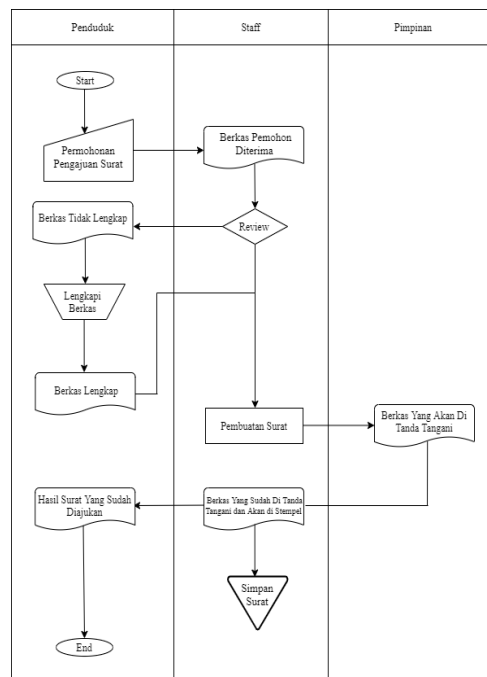 Penduduk
Staff
Pimpinan
Start
Permohonan
Pengajuan Surat
Berkas Pemohon
Diterima
Berkas Tidak Lengkap
Review
Lengkapi
Berkas
Berkas Lengkap
Pembuatan Surat
Berkas Yang Akan Di
Tanda Tangani
Hasil Surat Yang Sudah
Diajukan
Berkas Yang Sudah Di Tanda
Tangani dan Akan di Stempel
Simpan
Surat
End